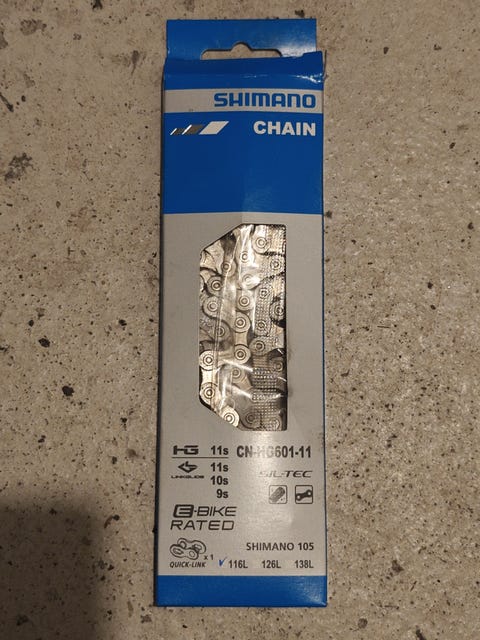 SHIMANO
CHAIN
HG 11s CN-HG601-11
LINKGLIDE 11s SIL-TEC
10s
9s
E-BIKE
RATED
SHIMANO 105
QUICK-LINK x 1 ✓116L 126L 138L